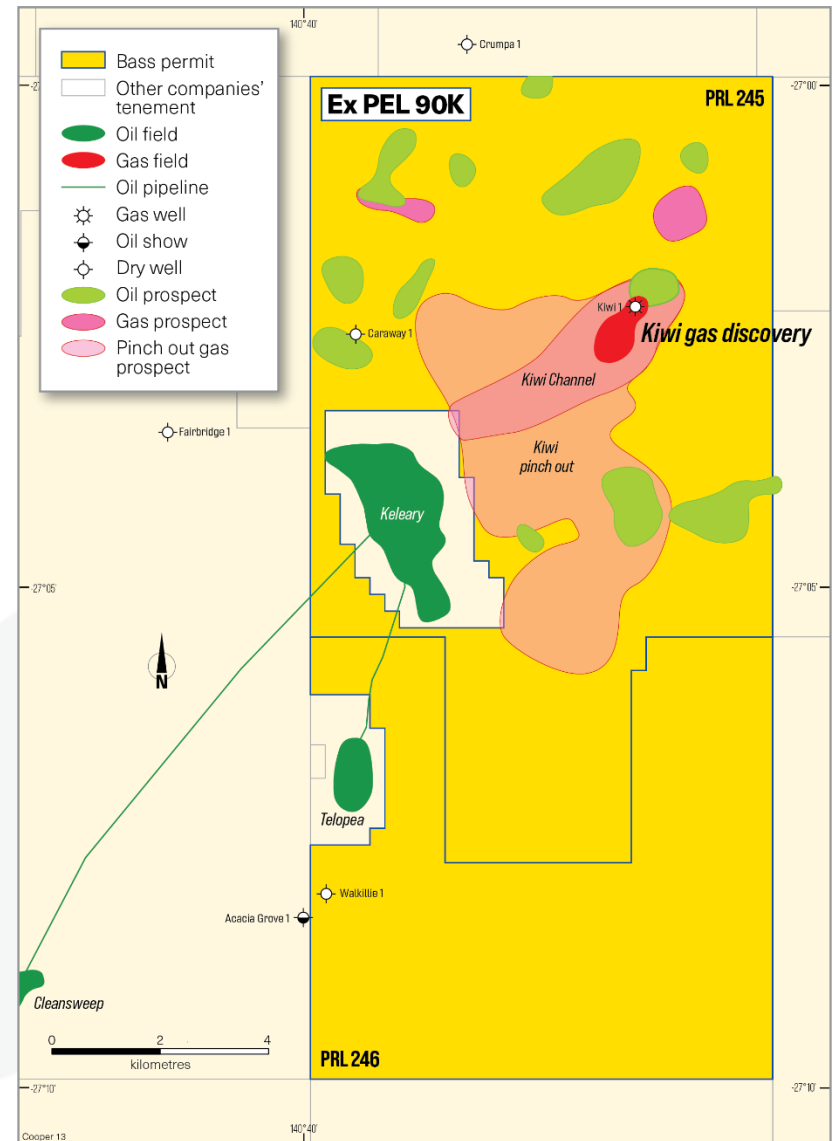 140°40'
Crumpa 1
Bass permit
Other companies'
tenement
Oil field
Gas field
Oil pipeline
Gas well
Oil show
Dry well
Oil prospect
Gas prospect
Pinch out gas
prospect
-27°00'
Ex PEL 90K
PRL 245
Kiwi 1
Kiwi gas discovery
Caraway 1
Kiwi Channel
Fairbridge 1
Kiwi
pinch out
Keleary
-27°05'
-27°05'
N
Telopea
Walkillie 1
Acacia Grove 1
Cleansweep
0 2 4
kilometres
PRL 246
-27°10'
-27°10'
Cooper 13
140°40'